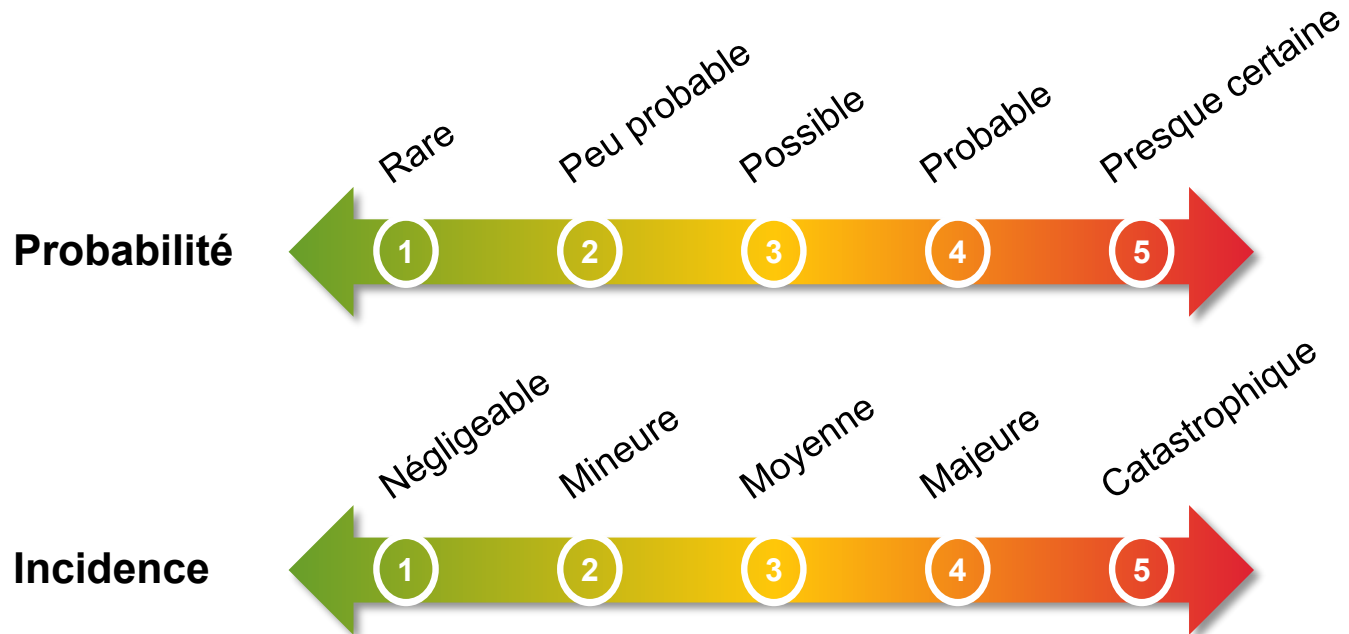 Rare
Peu probable
Possible
Probable
Presque certaine
Probabilité
1
2
3
4
5
Négligeable
Mineure
Moyenne
Majeure
Catastrophique
Incidence
1
2
3
4
5